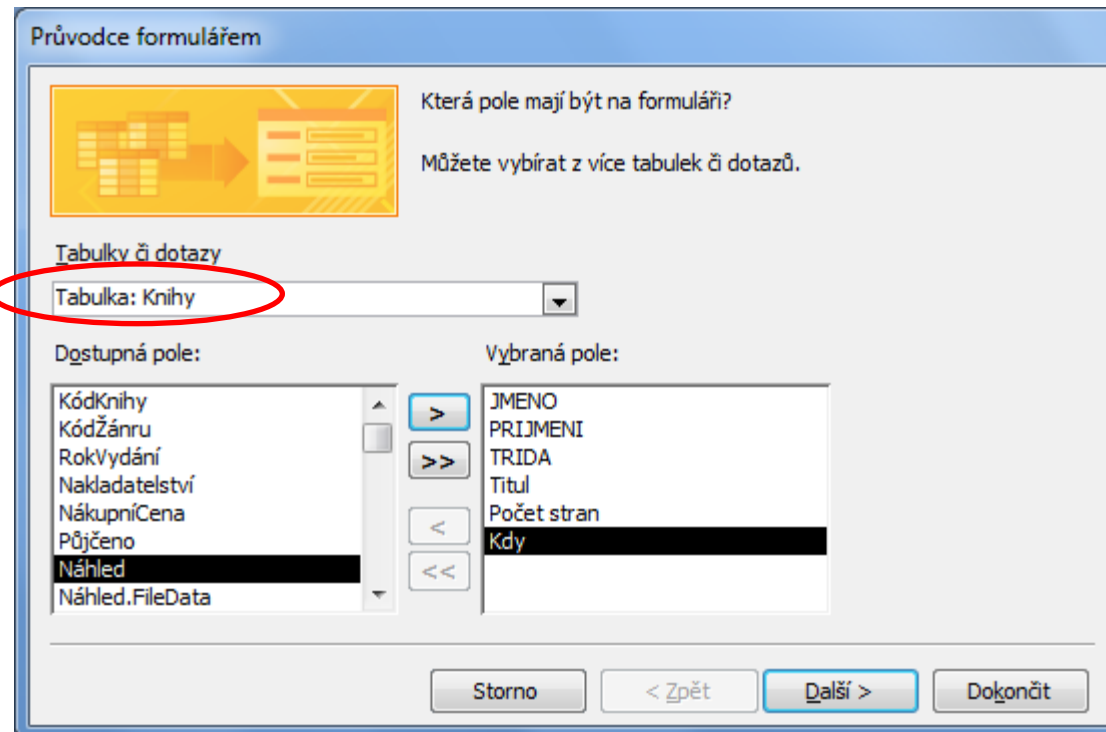 Průvodce formulářem
Která pole mají být na formuláři?
Můžete vybírat z více tabulek či dotazů.
Tabulky či dotazy
Tabulka: Knihy
Dostupná pole:
KódKnihy
KódŽánru
RokVydání
Nakladatelství
NákupníCena
Půjčeno
Náhled
Náhled.FileData
>
>>
<
<<
Vybraná pole:
JMENO
PRIJMENI
TRIDA
Titul
Počet stran
Kdy
Storno
< Zpět
Další >
Dokončit